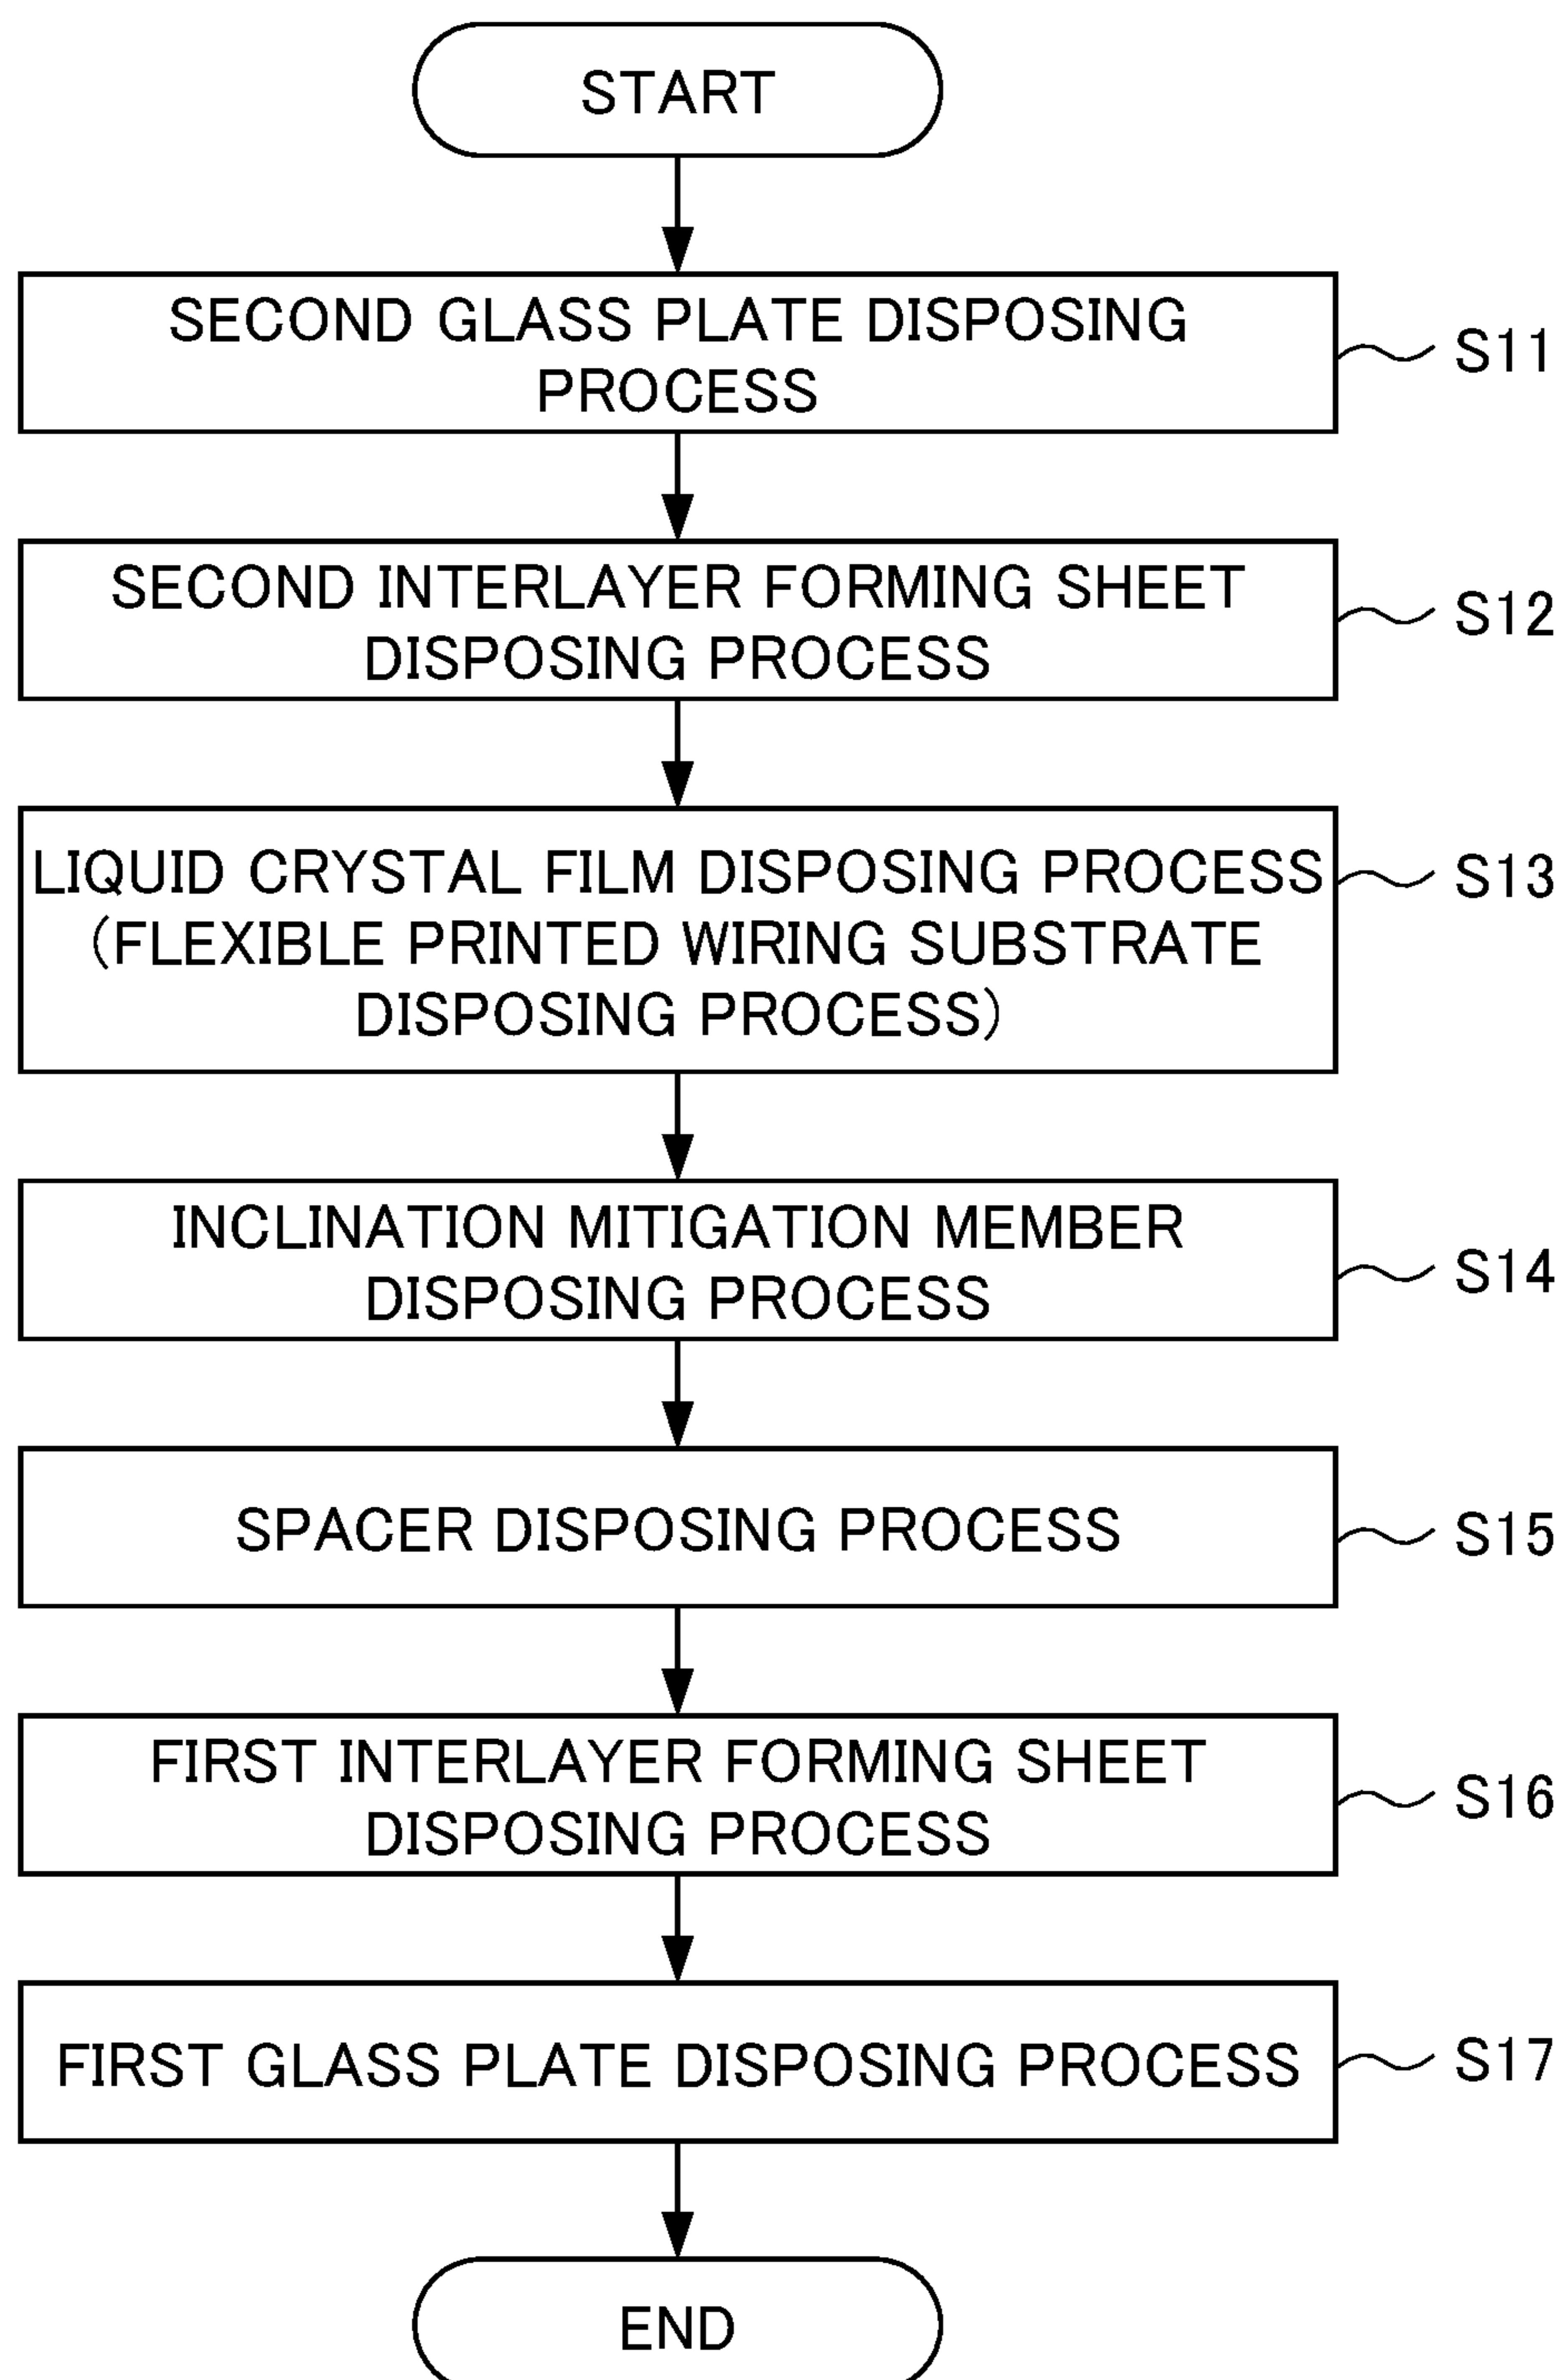 START
SECOND GLASS PLATE DISPOSING
PROCESS
S11
SECOND INTERLAYER FORMING SHEET
DISPOSING PROCESS
S12
LIQUID CRYSTAL FILM DISPOSING PROCESS
(FLEXIBLE PRINTED WIRING SUBSTRATE
DISPOSING PROCESS)
S13
INCLINATION MITIGATION MEMBER
DISPOSING PROCESS
S14
SPACER DISPOSING PROCESS
S15
FIRST INTERLAYER FORMING SHEET
DISPOSING PROCESS
S16
FIRST GLASS PLATE DISPOSING PROCESS
S17
END